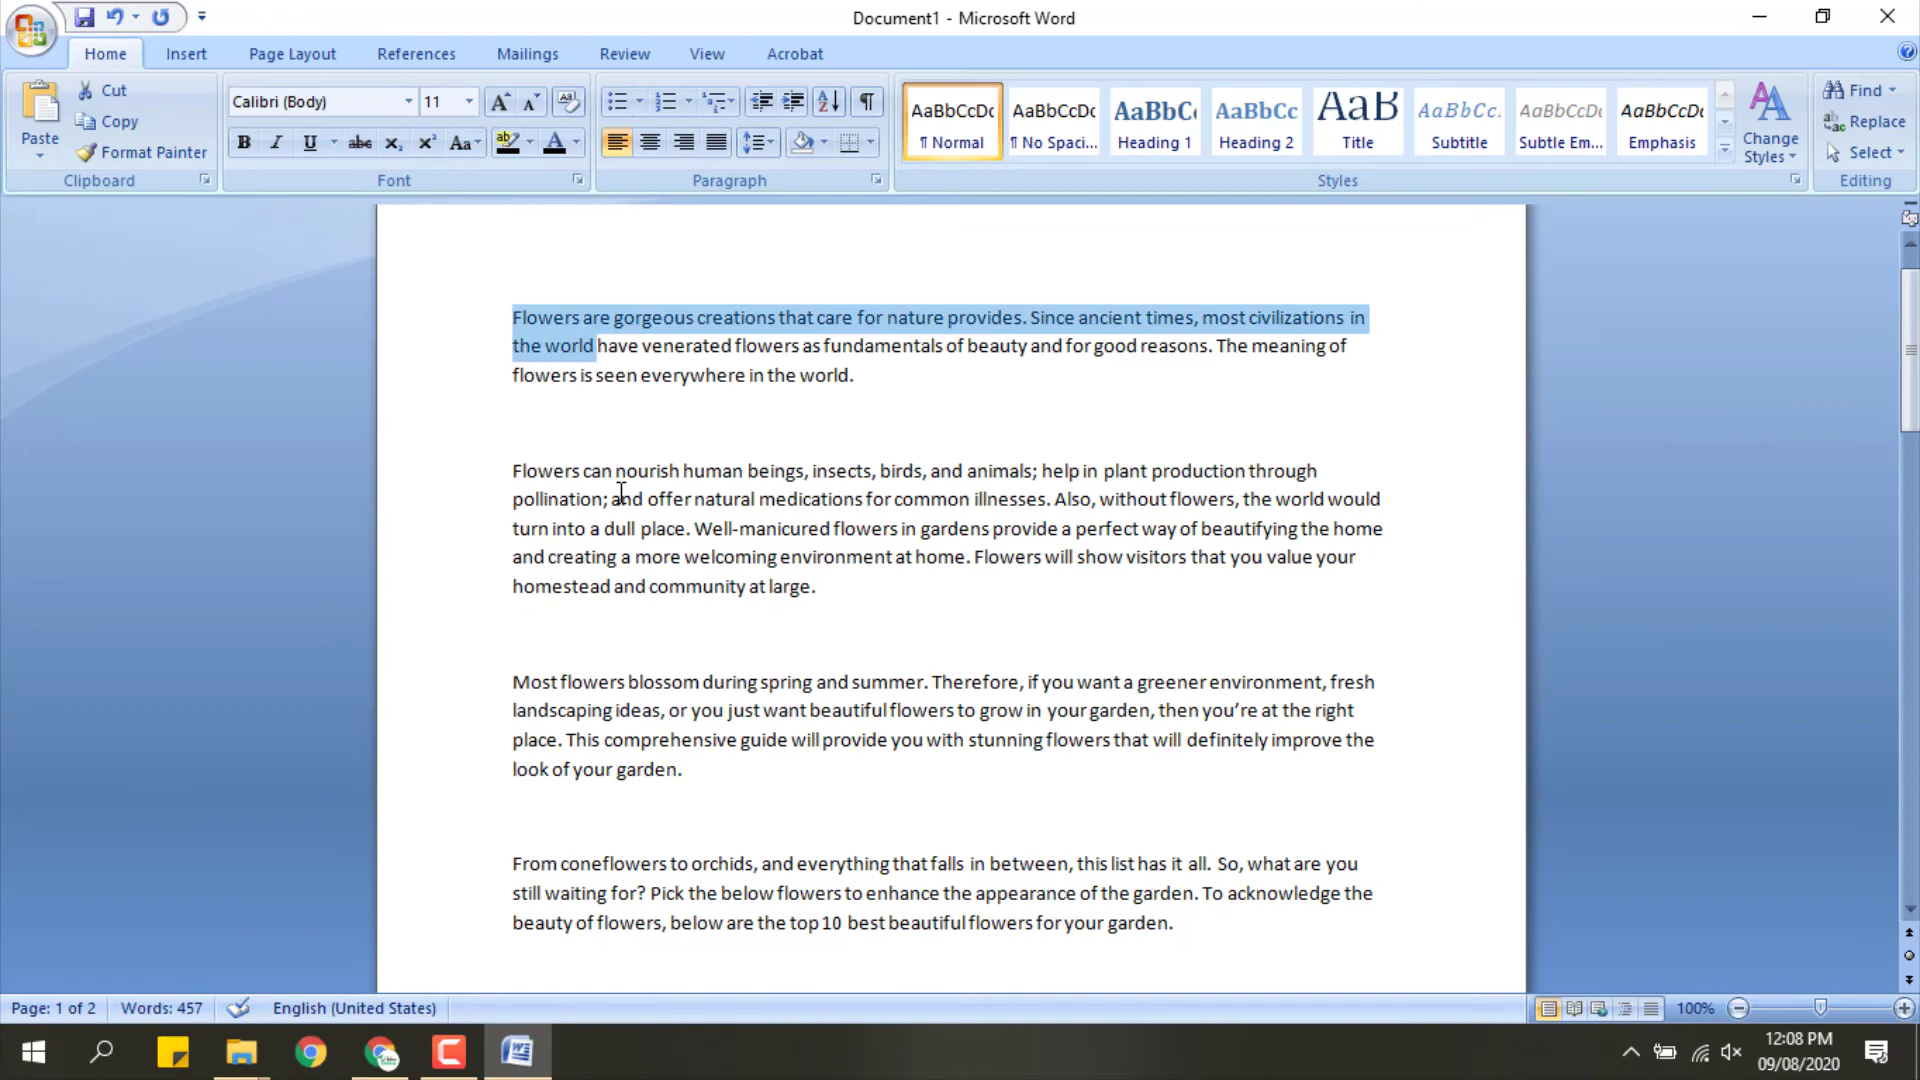 Document1 - Microsoft Word
Home Insert Page Layout References Mailings Review View Acrobat
Paste
Cut
Copy
Format Painter
Clipboard
Calibri (Body) 11
Font
Paragraph
AaBbCcDc AaBbCcDc AaBbC AaBbCc AaB AaBbCc. AaBbCcDc AaBbCcDc
¶ Normal ¶ No Spaci... Heading 1 Heading 2 Title Subtitle Subtle Em... Emphasis
Change
Styles
Styles
Find
Replace
Select
Editing
Flowers are gorgeous creations that care for nature provides. Since ancient times, most civilizations in
the world have venerated flowers as fundamentals of beauty and for good reasons. The meaning of
flowers is seen everywhere in the world.
Flowers can nourish human beings, insects, birds, and animals; help in plant production through
pollination; and offer natural medications for common illnesses. Also, without flowers, the world would
turn into a dull place. Well-manicured flowers in gardens provide a perfect way of beautifying the home
and creating a more welcoming environment at home. Flowers will show visitors that you value your
homestead and community at large.
Most flowers blossom during spring and summer. Therefore, if you want a greener environment, fresh
landscaping ideas, or you just want beautiful flowers to grow in your garden, then you’re at the right
place. This comprehensive guide will provide you with stunning flowers that will definitely improve the
look of your garden.
From coneflowers to orchids, and everything that falls in between, this list has it all. So, what are you
still waiting for? Pick the below flowers to enhance the appearance of the garden. To acknowledge the
beauty of flowers, below are the top 10 best beautiful flowers for your garden.
Page: 1 of 2 Words: 457 English (United States) 100%
12:08 PM
09/08/2020